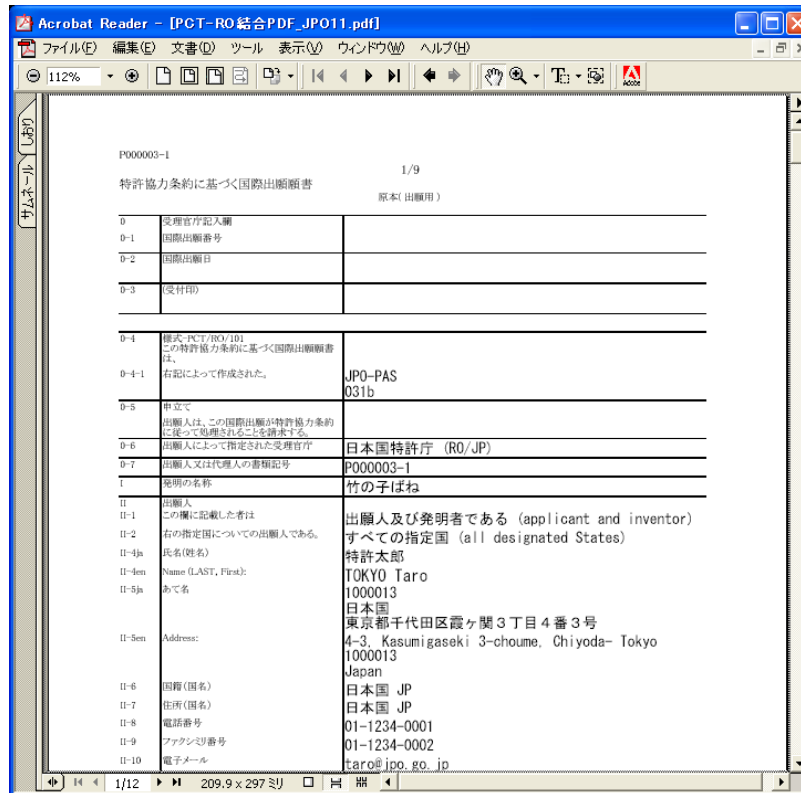 Acrobat Reader - [PCT-RO結合PDF_JPO11.pdf]
ファイル(F) 編集(E) 文書(D) ツール 表示(V) ウィンドウ(W) ヘルプ(H)
112%
Adobe
しおり
サムネール
P000003-1
1/9
特許協力条約に基づく国際出願願書
原本(出願用)
0 受理官庁記入欄
0-1 国際出願番号
0-2 国際出願日
0-3 (受付印)
0-4 様式-PCT/RO/101
この特許協力条約に基づく国際出願願書
は、
0-4-1 右記によって作成された。 JPO-PAS
031b
0-5 申立て
出願人は、この国際出願が特許協力条約
に従って処理されることを請求する。
0-6 出願人によって指定された受理官庁 日本国特許庁 (RO/JP)
0-7 出願人又は代理人の書類記号 P000003-1
I 発明の名称 竹の子ばね
II 出願人
II-1 この欄に記載した者は 出願人及び発明者である (applicant and inventor)
II-2 右の指定国についての出願人である。 すべての指定国 (all designated States)
II-4ja 氏名(姓名) 特許太郎
II-4en Name (LAST, First): TOKYO Taro
II-5ja あて名 1000013
日本国
東京都千代田区霞ヶ関3丁目4番3号
II-5en Address: 4-3, Kasumigaseki 3-choume, Chiyoda- Tokyo
1000013
Japan
II-6 国籍(国名) 日本国 JP
II-7 住所(国名) 日本国 JP
II-8 電話番号 01-1234-0001
II-9 ファクシミリ番号 01-1234-0002
II-10 電子メール taro@jpo.go.jp
1/12 209.9 x 297 ミリ